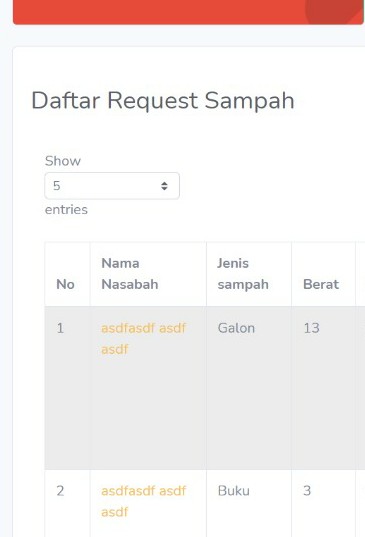 Daftar Request Sampah
Show
5
entries
No
Nama
Nasabah
Jenis
sampah
Berat
1
asdfasdf asdf
asdf
Galon
13
2
asdfasdf asdf
asdf
Buku
3